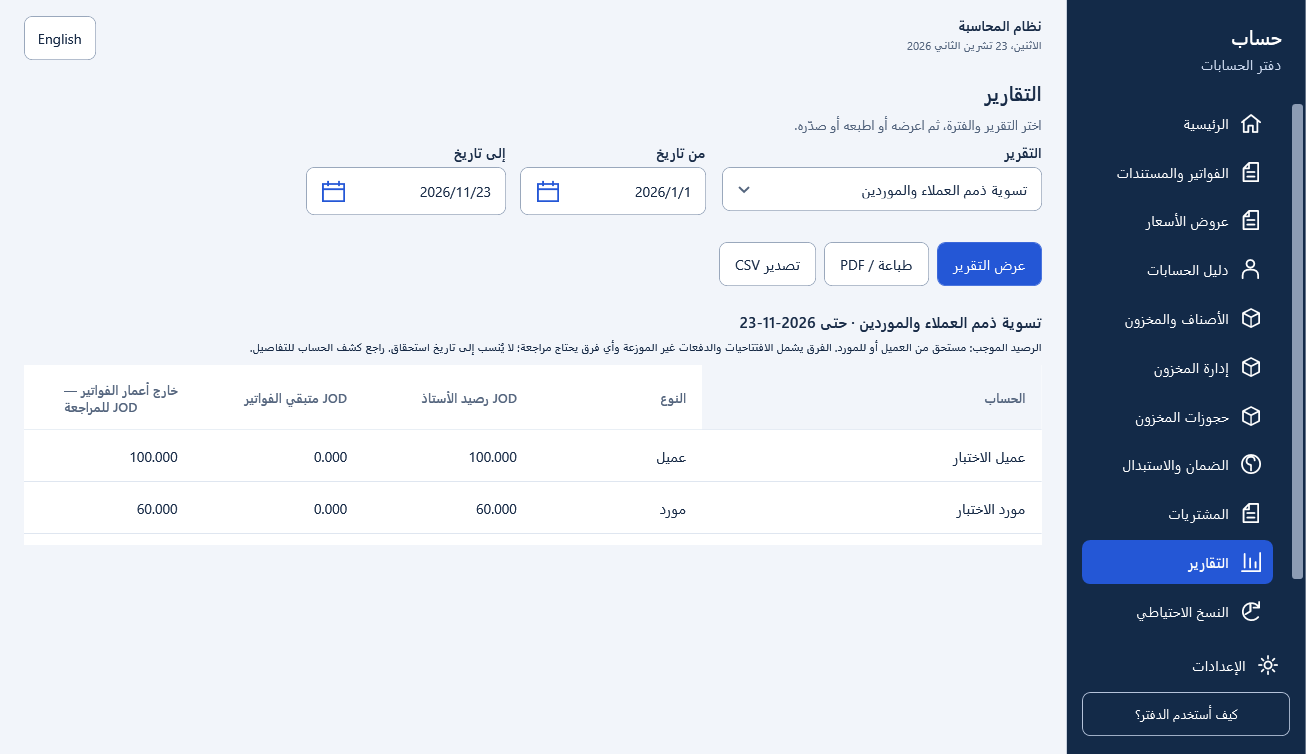 حساب
دفتر الحسابات
الرئيسية
الفواتير والمستندات
عروض الأسعار
دليل الحسابات
الأصناف والمخزون
إدارة المخزون
حجوزات المخزون
الضمان والاستبدال
المشتريات
التقارير
النسخ الاحتياطي
الإعدادات
كيف أستخدم الدفتر؟
نظام المحاسبة
الاثنين، 23 تشرين الثاني 2026
English
التقارير
اختر التقرير والفترة، ثم اعرضه أو اطبعه أو صدّره.
التقرير
من تاريخ
إلى تاريخ
تسوية ذمم العملاء والموردين
2026/1/1
2026/11/23
عرض التقرير
طباعة / PDF
تصدير CSV
تسوية ذمم العملاء والموردين · حتى 2026-11-23
الرصيد الموجب: مستحق من العميل أو للمورد. الفرق يشمل الافتتاحيات والدفعات غير الموزعة وأي فرق يحتاج مراجعة؛ لا يُنسب إلى تاريخ استحقاق. راجع كشف الحساب للتفاصيل.
الحساب النوع JOD رصيد الأستاذ JOD متبقي الفواتير خارج أعمار الفواتير —
JOD للمراجعة
عميل الاختبار عميل 100.000 0.000 100.000
مورد الاختبار مورد 60.000 0.000 60.000